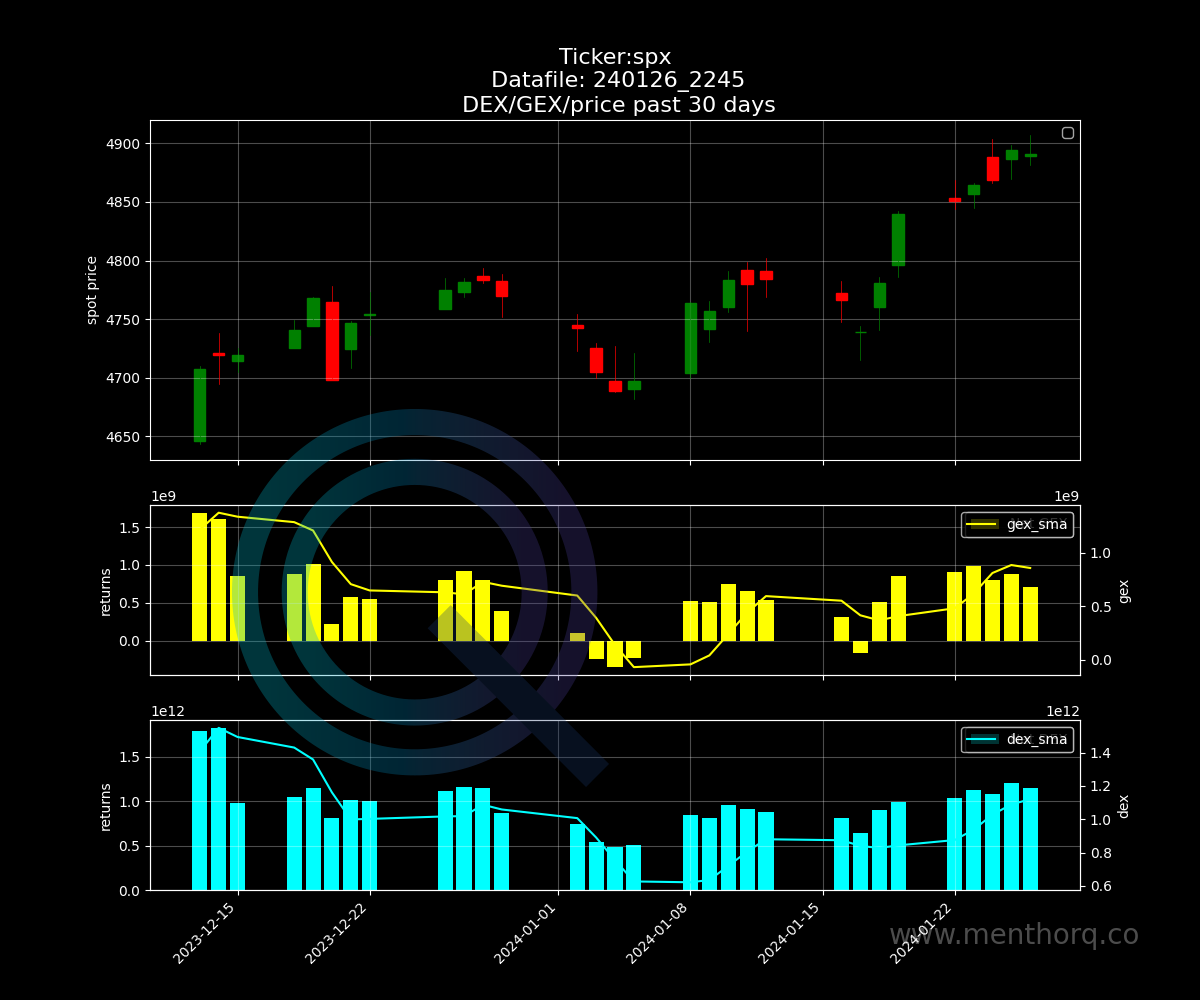 Ticker:spx
Datafile: 240126_2245
DEX/GEX/price past 30 days
4900
4850
4800
4750
4700
4650
spot price
1e9
1e9
1.5
1.0
0.5
0.0
returns
gex_sma
1.0
0.5
0.0
gex
1e12
1e12
1.5
1.0
0.5
0.0
returns
dex_sma
1.4
1.2
1.0
0.8
0.6
dex
2023-12-15
2023-12-22
2024-01-01
2024-01-08
2024-01-15
2024-01-22
www.menthorq.co